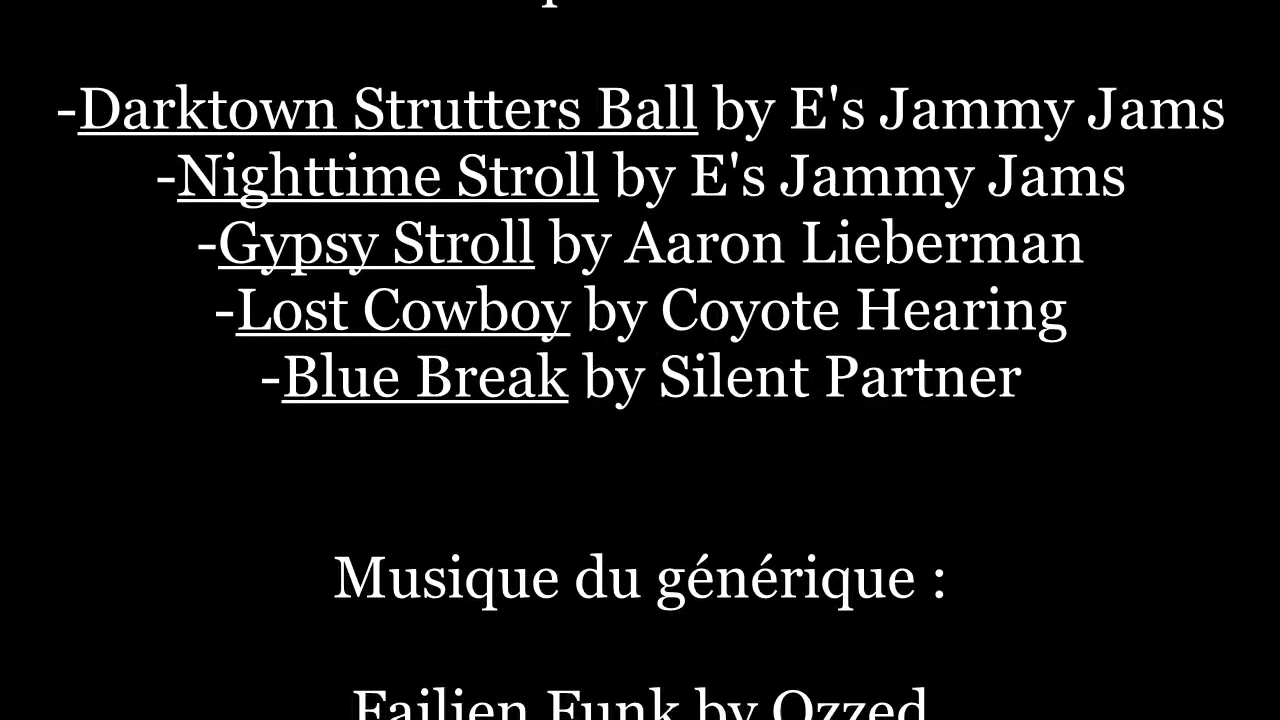 -Darktown Strutters Ball by E's Jammy Jams
-Nighttime Stroll by E's Jammy Jams
-Gypsy Stroll by Aaron Lieberman
-Lost Cowboy by Coyote Hearing
-Blue Break by Silent Partner
Musique du générique :
Failien Funk by Ozzed